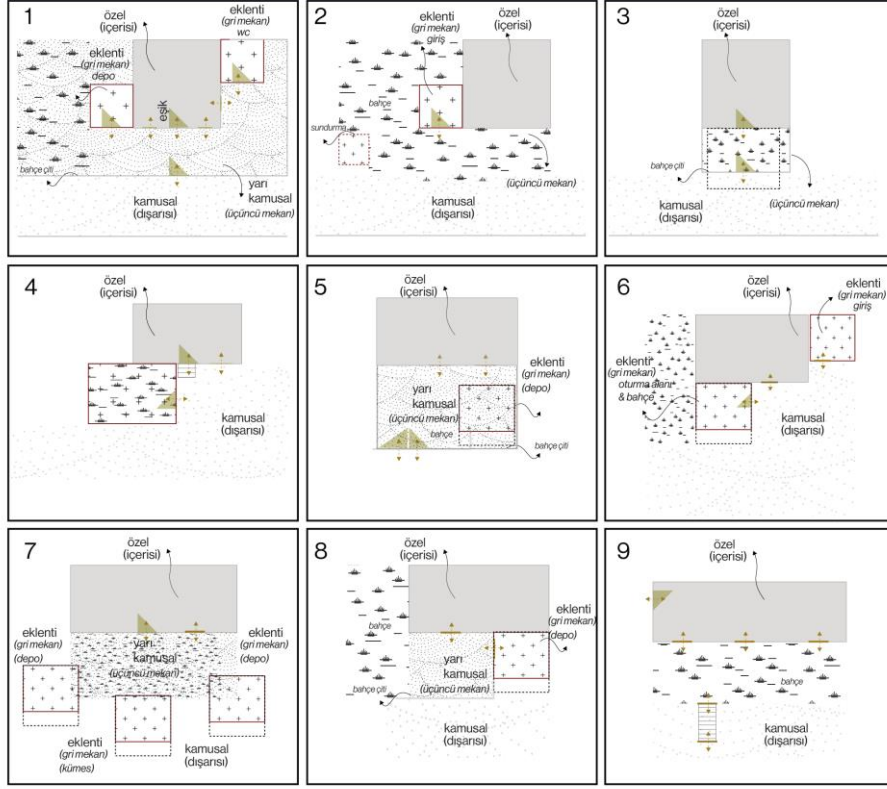 1
özel
(içerisi)
eklenti
(gri mekan)
wc
eklenti
(gri mekan)
depo
eşik
bahçe çiti
kamusal
(dışarısı)
yarı
kamusal
(üçüncü mekan)
2
eklenti
(gri mekan)
giriş
özel
(içerisi)
bahçe
sundurma
(üçüncü mekan)
kamusal
(dışarısı)
3
özel
(içerisi)
bahçe çiti
kamusal
(dışarısı)
(üçüncü mekan)
4
özel
(içerisi)
kamusal
(dışarısı)
5
özel
(içerisi)
eklenti
(gri mekan)
(depo)
yarı
kamusal
(üçüncü mekan)
bahçe
bahçe çiti
6
özel
(içerisi)
eklenti
(gri mekan)
giriş
eklenti
(gri mekan)
oturma alanı
& bahçe
kamusal
(dışarısı)
7
özel
(içerisi)
eklenti
(gri mekan)
(depo)
yarı
kamusal
(üçüncü mekan)
eklenti
(gri mekan)
(depo)
eklenti
(gri mekan)
(kümes)
kamusal
(dışarısı)
8
özel
(içerisi)
bahçe
eklenti
(gri mekan)
(depo)
yarı
kamusal
(üçüncü mekan)
bahçe çiti
kamusal
(dışarısı)
9
özel
(içerisi)
bahçe
kamusal
(dışarısı)